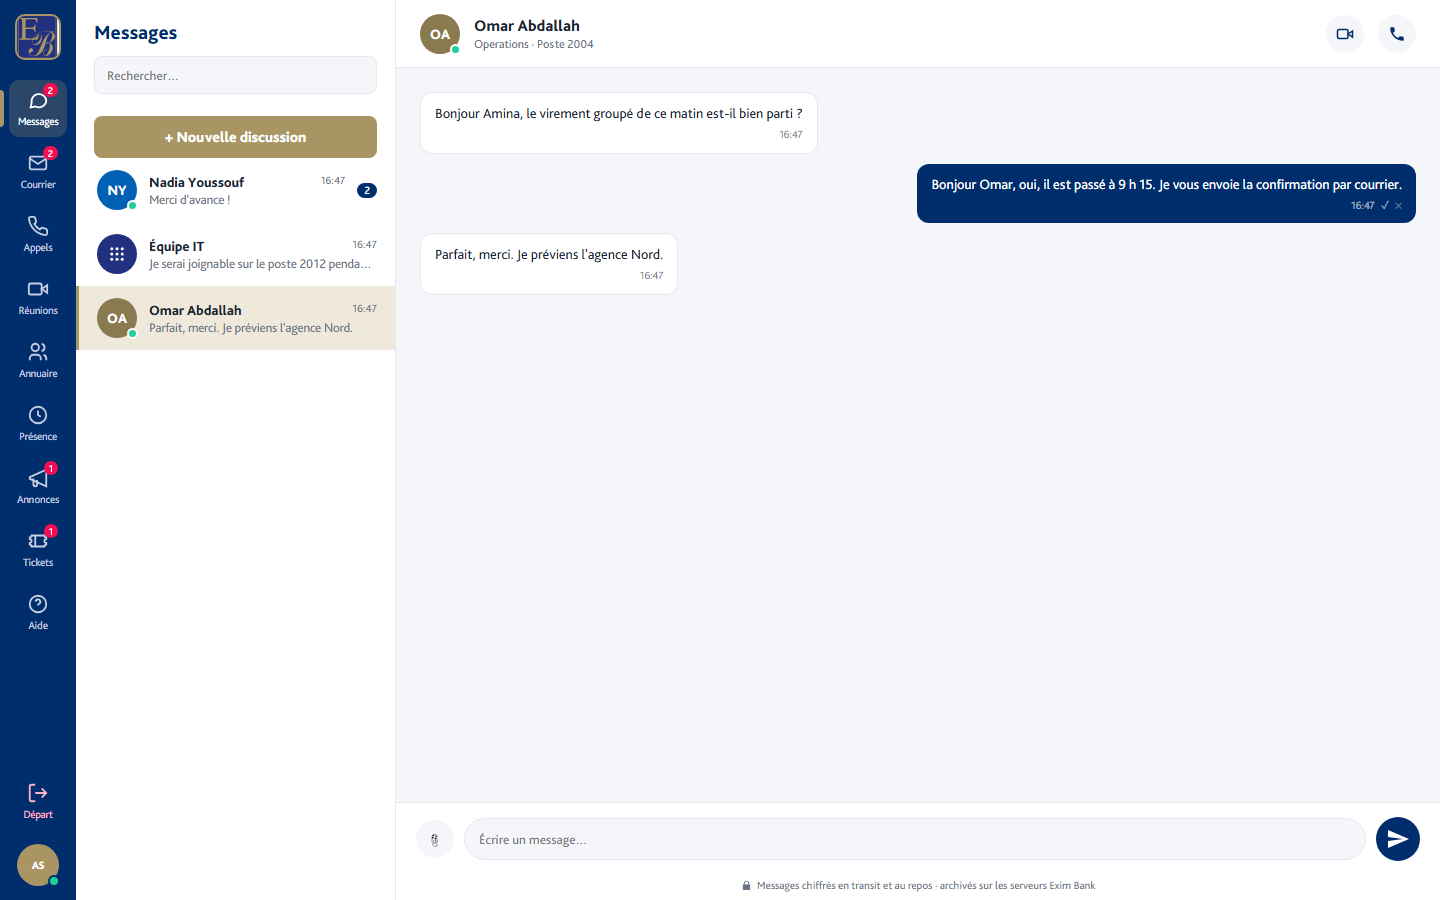 EB
2
Messages
2
Courrier
Appels
Réunions
Annuaire
Présence
1
Annonces
1
Tickets
Aide
Départ
AS
Messages
Rechercher...
+ Nouvelle discussion
NY
Nadia Youssouf
16:47
Merci d'avance !
2
Équipe IT
16:47
Je serai joignable sur le poste 2012 penda...
OA
Omar Abdallah
16:47
Parfait, merci. Je préviens l'agence Nord.
OA
Omar Abdallah
Operations · Poste 2004
Bonjour Amina, le virement groupé de ce matin est-il bien parti ?
16:47
Bonjour Omar, oui, il est passé à 9 h 15. Je vous envoie la confirmation par courrier.
16:47 ✓ ×
Parfait, merci. Je préviens l'agence Nord.
16:47
Écrire un message...
Messages chiffrés en transit et au repos · archivés sur les serveurs Exim Bank